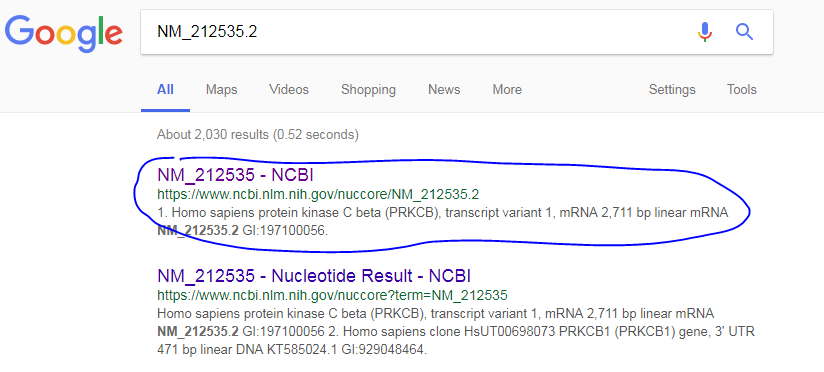 Google
NM_212535.2
All Maps Videos Shopping News More Settings Tools
About 2,030 results (0.52 seconds)
NM_212535 - NCBI
https://www.ncbi.nlm.nih.gov/nuccore/NM_212535.2
1. Homo sapiens protein kinase C beta (PRKCB), transcript variant 1, mRNA 2,711 bp linear mRNA
NM_212535.2 GI:197100056.
NM_212535 - Nucleotide Result - NCBI
https://www.ncbi.nlm.nih.gov/nuccore?term=NM_212535
Homo sapiens protein kinase C beta (PRKCB), transcript variant 1, mRNA 2,711 bp linear mRNA
NM_212535.2 GI:197100056 2. Homo sapiens clone HsUT00698073 PRKCB1 (PRKCB1) gene, 3' UTR
471 bp linear DNA KT585024.1 GI:929048464.